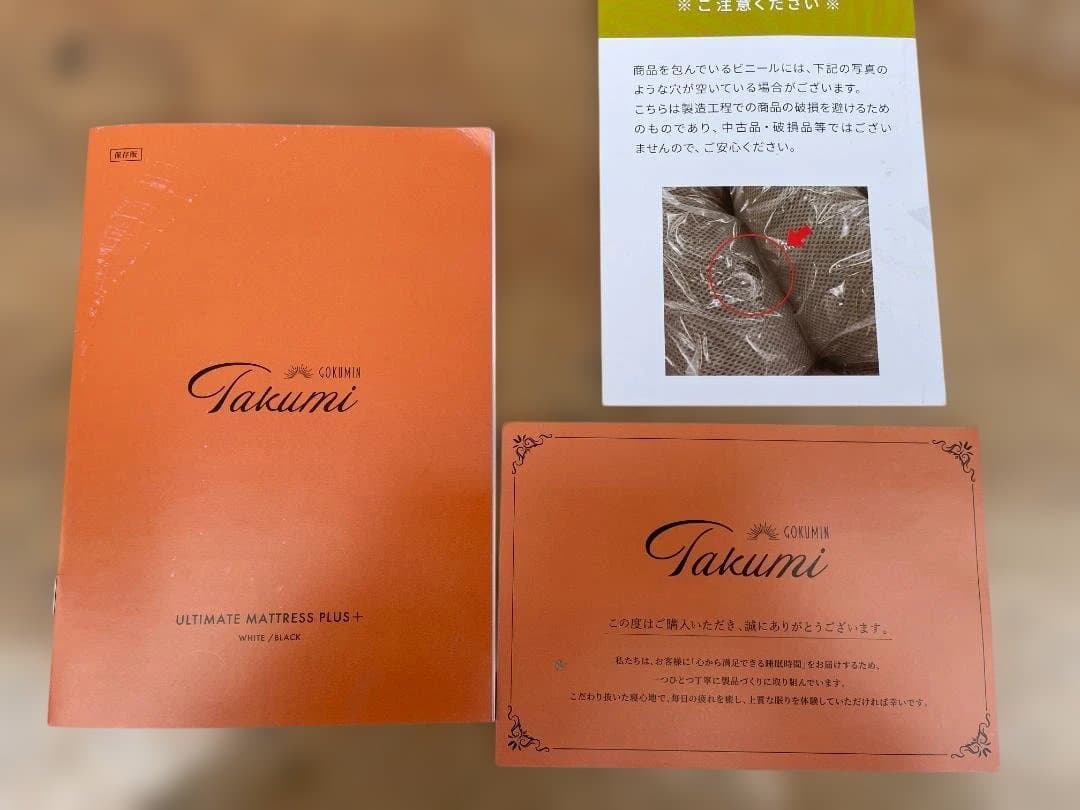 保存版
GOKUMIN
Takumi
ULTIMATE MATTRESS PLUS+
WHITE /BLACK
※ご注意ください※
商品を包んでいるビニールには、下記の写真の
ような穴が空いている場合がございます。
こちらは製造工程での商品の破損を避けるため
のものであり、中古品・破損品等ではござい
ませんので、ご安心ください。
GOKUMIN
Takumi
この度はご購入いただき、誠にありがとうございます。
私たちは、お客様に「心から満足できる睡眠時間」をお届けするため、
一つひとつ丁寧に製品づくりに取り組んでいます。
こだわり抜いた寝心地で、毎日の疲れを癒し、上質な眠りを体験していただければ幸いです。